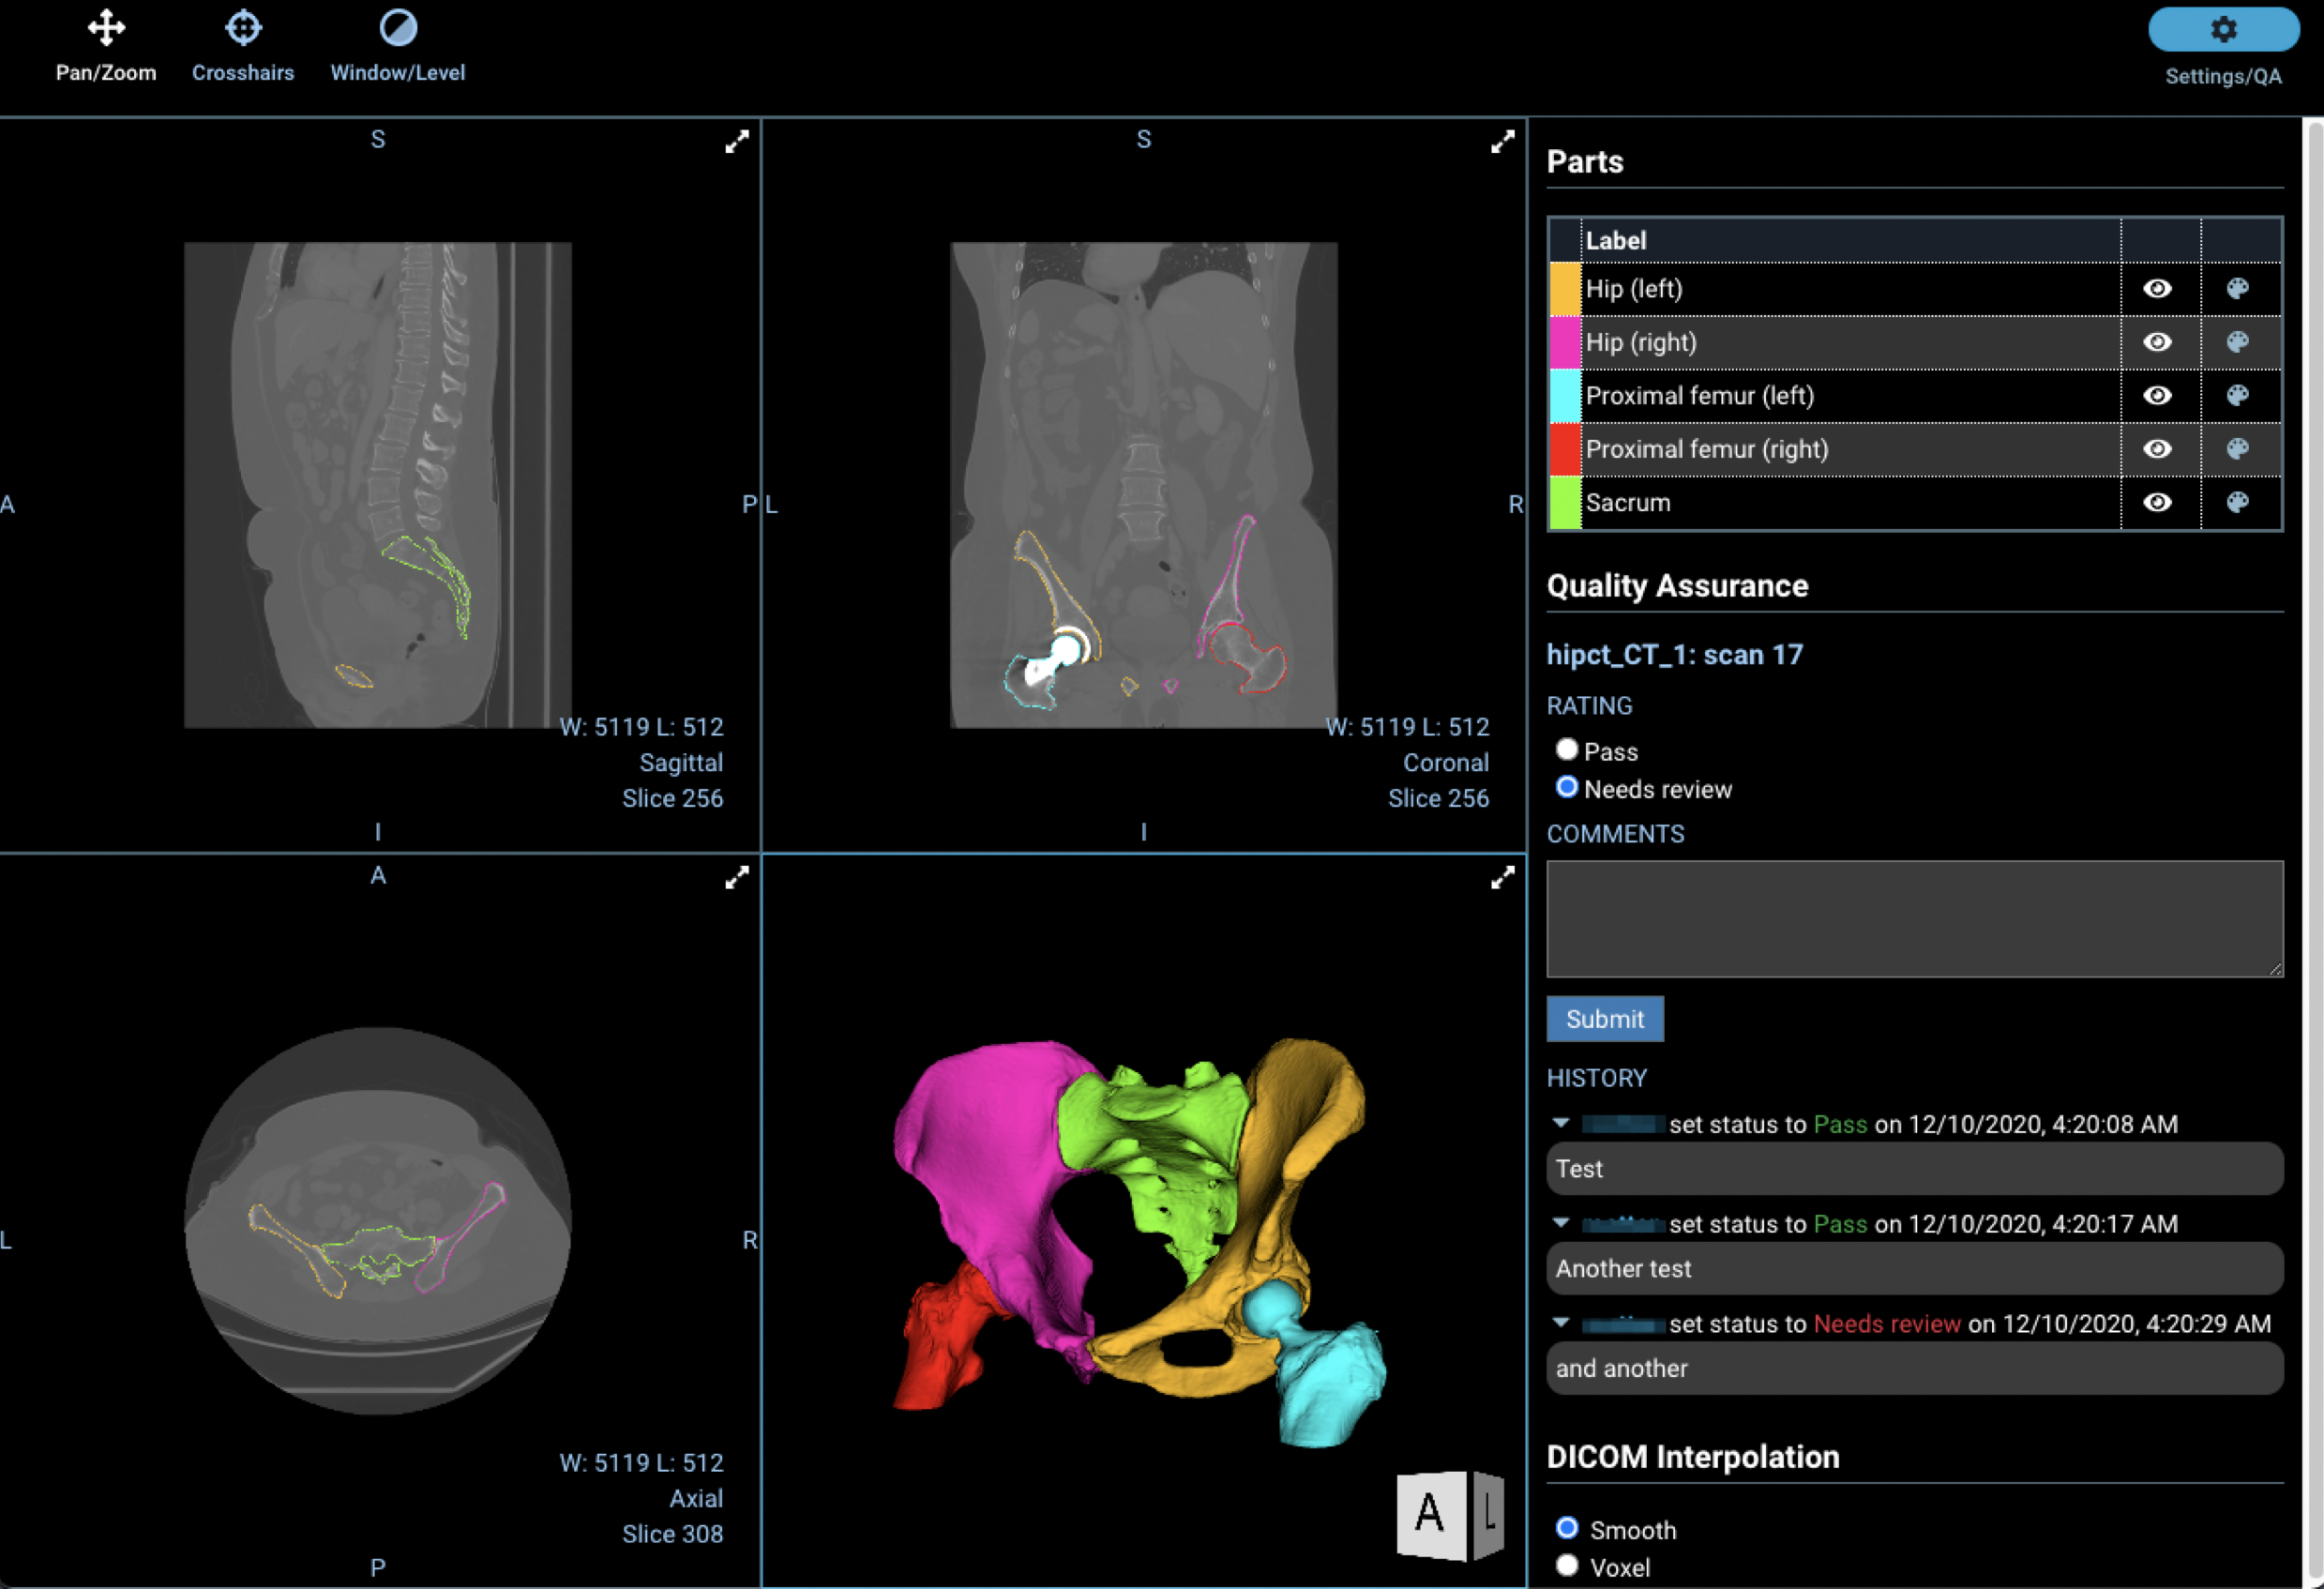 Pan/Zoom
Crosshairs
Window/Level
Settings/QA
S
A
P
W: 5119 L: 512
Sagittal
Slice 256
I
S
L
R
W: 5119 L: 512
Coronal
Slice 256
I
A
L
R
W: 5119 L: 512
Axial
Slice 308
P
A
L
Parts
Label
Hip (left)
Hip (right)
Proximal femur (left)
Proximal femur (right)
Sacrum
Quality Assurance
hipct_CT_1: scan 17
RATING
Pass
Needs review
COMMENTS
Submit
HISTORY
set status to Pass on 12/10/2020, 4:20:08 AM
Test
set status to Pass on 12/10/2020, 4:20:17 AM
Another test
set status to Needs review on 12/10/2020, 4:20:29 AM
and another
DICOM Interpolation
Smooth
Voxel